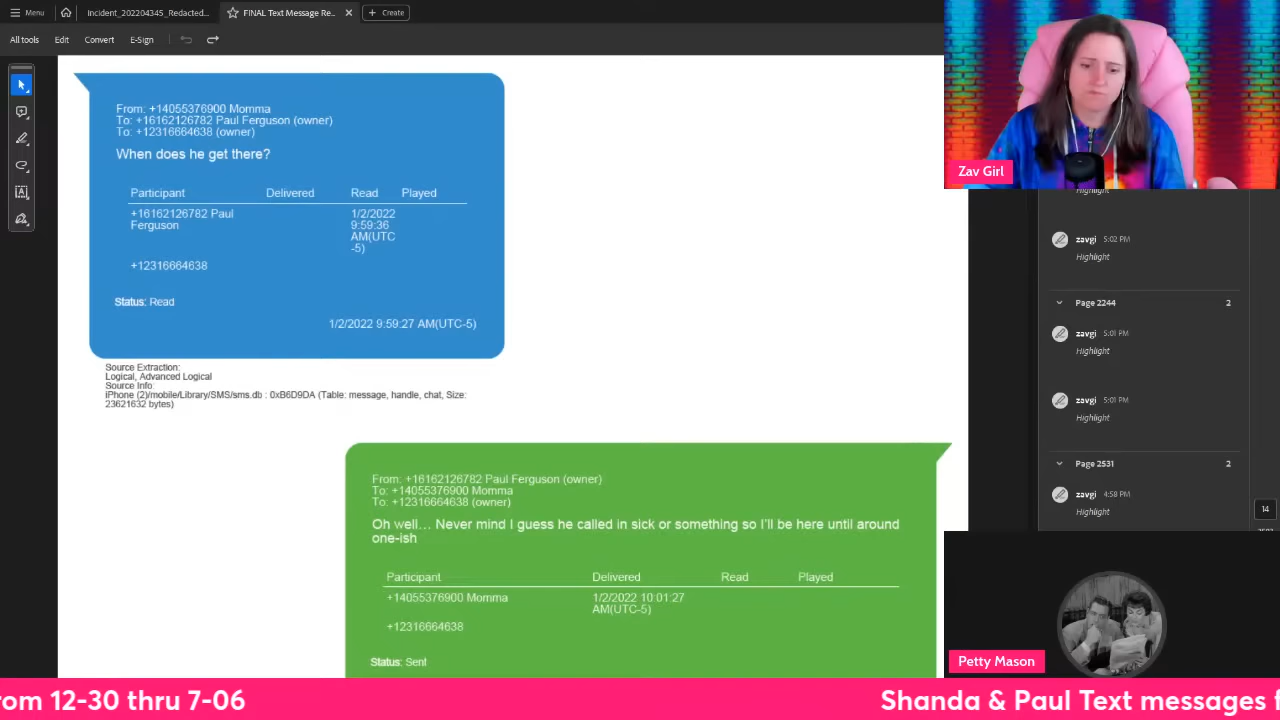 Menu
Incident_202204345_Redacted...
FINAL Text Message Re...
Create
All tools
Edit
Convert
E-Sign
From: +14055376900 Momma
To: +16162126782 Paul Ferguson (owner)
To: +12316664638 (owner)
When does he get there?
Participant Delivered Read Played
+16162126782 Paul
Ferguson
1/2/2022
9:59:36
AM(UTC
-5)
+12316664638
Status: Read
1/2/2022 9:59:27 AM(UTC-5)
Source Extraction:
Logical, Advanced Logical
Source Info:
iPhone (2)/mobile/Library/SMS/sms.db : 0xB6D9DA (Table: message, handle, chat, Size:
23621632 bytes)
From: +16162126782 Paul Ferguson (owner)
To: +14055376900 Momma
To: +12316664638 (owner)
Oh well... Never mind I guess he called in sick or something so I'll be here until around
one-ish
Participant Delivered Read Played
+14055376900 Momma
1/2/2022 10:01:27
AM(UTC-5)
+12316664638
Status: Sent
Zav Girl
Highlight
zavgi 5:02 PM
Highlight
Page 2244 2
zavgi 5:01 PM
Highlight
zavgi 5:01 PM
Highlight
Page 2531 2
zavgi 4:58 PM
Highlight
14
Petty Mason
rom 12-30 thru 7-06
Shanda & Paul Text messages f